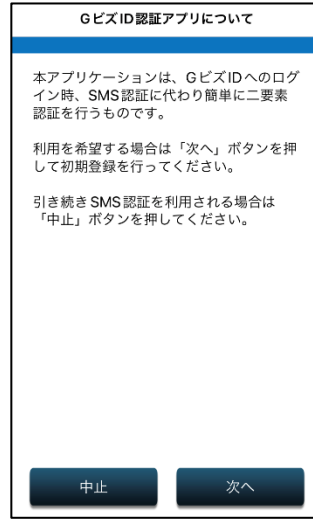 GビズID認証アプリについて
本アプリケーションは、GビズIDへのログ
イン時、SMS認証に代わり簡単に二要素
認証を行うものです。
利用を希望する場合は「次へ」ボタンを押
して初期登録を行ってください。
引き続きSMS認証を利用される場合は
「中止」ボタンを押してください。
中止
次へ